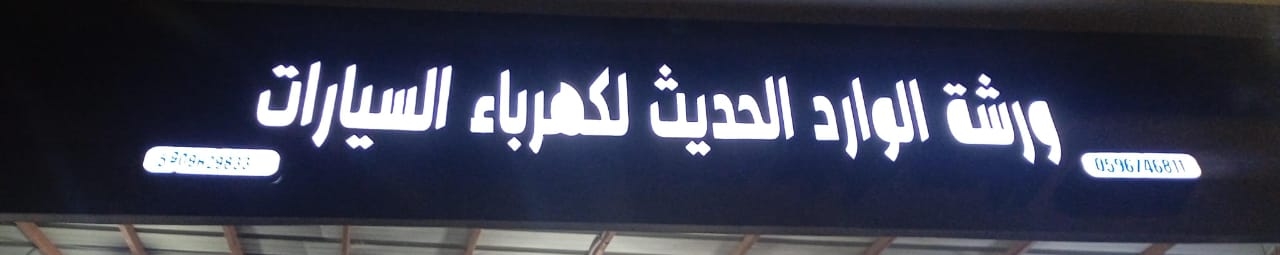 ورشة الوارد الحديث لكهرباء السيارات
0596746811